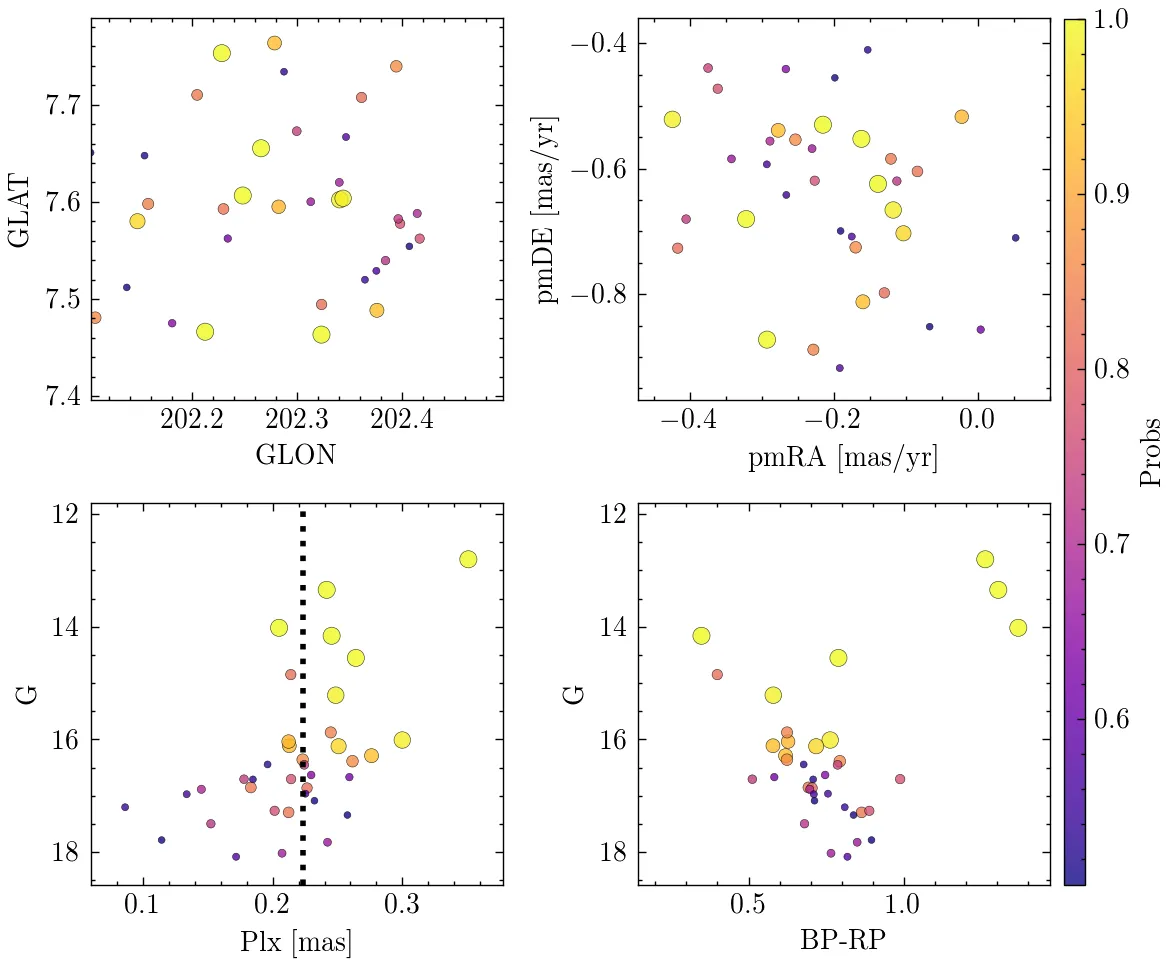 7.7
7.6
7.5
7.4
GLAT
202.2 202.3 202.4
GLON
−0.4
−0.6
−0.8
pmDE [mas/yr]
−0.4 −0.2 0.0
pmRA [mas/yr]
12
14
16
18
G
0.1 0.2 0.3
Plx [mas]
12
14
16
18
G
0.5 1.0
BP-RP
1.0
0.9
0.8
0.7
0.6
Probs